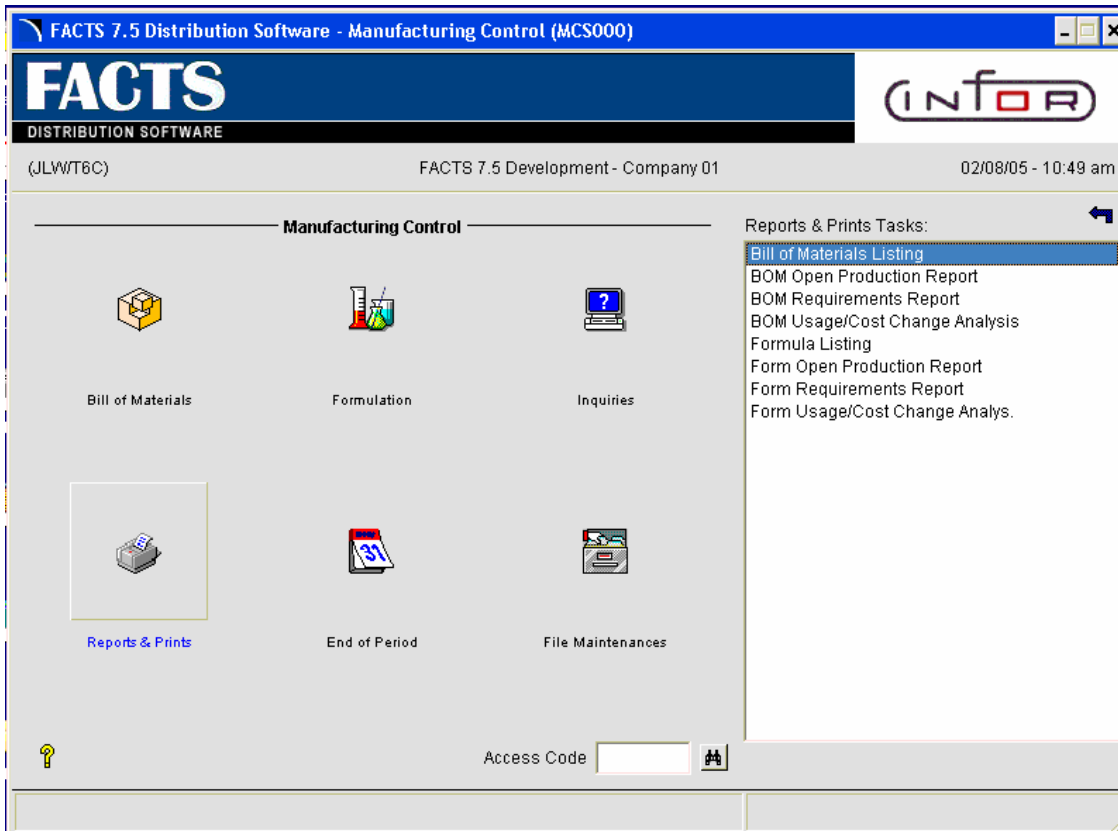 FACTS 7.5 Distribution Software - Manufacturing Control (MCS000)
FACTS
DISTRIBUTION SOFTWARE
infor
(JLW/T6C)
FACTS 7.5 Development - Company 01
02/08/05 - 10:49 am
Manufacturing Control
Bill of Materials
Formulation
?
Inquiries
Reports & Prints
31
End of Period
File Maintenances
Access Code
Reports & Prints Tasks:
Bill of Materials Listing
BOM Open Production Report
BOM Requirements Report
BOM Usage/Cost Change Analysis
Formula Listing
Form Open Production Report
Form Requirements Report
Form Usage/Cost Change Analys.